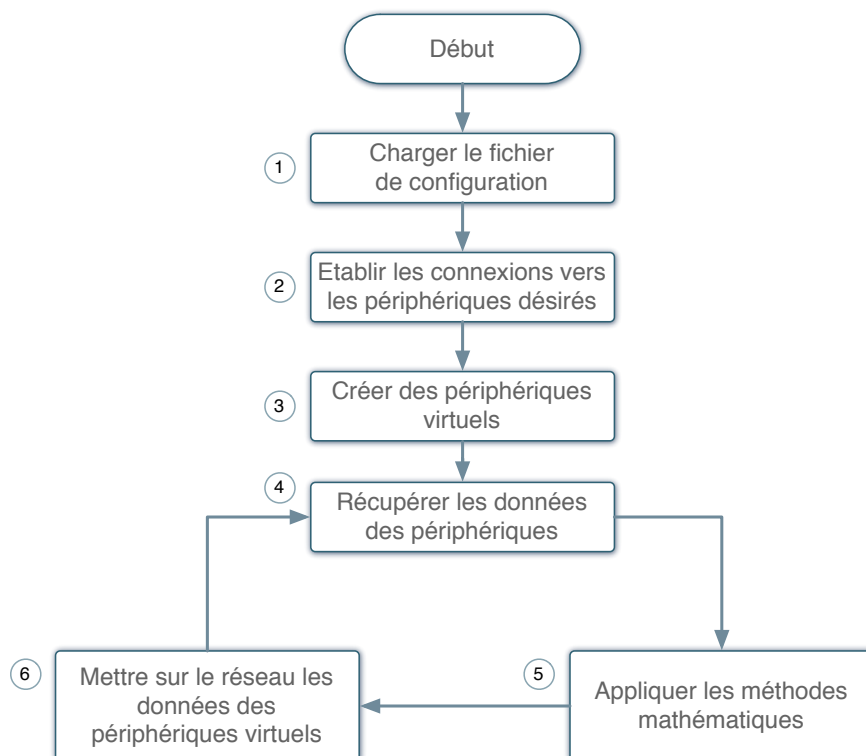 Début
1
Charger le fichier
de configuration
2
Etablir les connexions vers
les périphériques désirés
3
Créer des périphériques
virtuels
4
Récupérer les données
des périphériques
5
Appliquer les méthodes
mathématiques
6
Mettre sur le réseau les
données des
périphériques virtuels